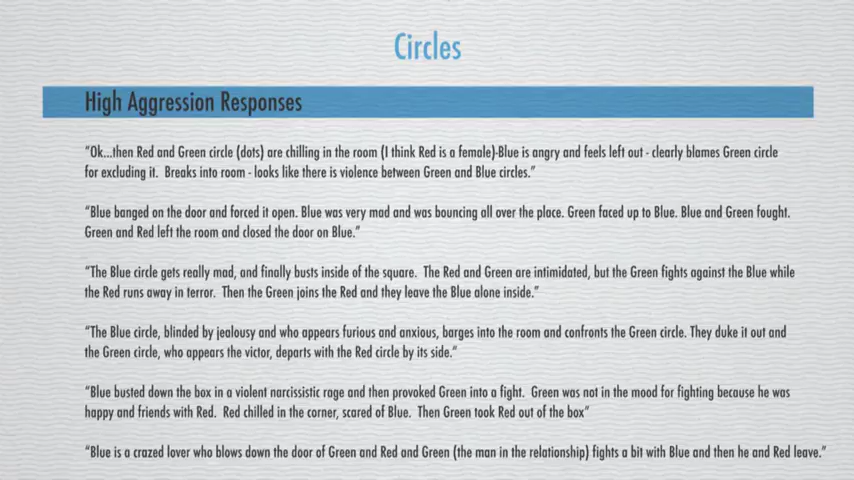 Circles
High Aggression Responses
"Ok...then Red and Green circle (dots) are chilling in the room (I think Red is a female)-Blue is angry and feels left out - clearly blames Green circle
for excluding it. Breaks into room - looks like there is violence between Green and Blue circles."
"Blue banged on the door and forced it open. Blue was very mad and was bouncing all over the place. Green faced up to Blue. Blue and Green fought.
Green and Red left the room and closed the door on Blue."
"The Blue circle gets really mad, and finally busts inside of the square. The Red and Green are intimidated, but the Green fights against the Blue while
the Red runs away in terror. Then the Green joins the Red and they leave the Blue alone inside."
"The Blue circle, blinded by jealousy and who appears furious and anxious, barges into the room and confronts the Green circle. They duke it out and
the Green circle, who appears the victor, departs with the Red circle by its side."
"Blue busted down the box in a violent narcissistic rage and then provoked Green into a fight. Green was not in the mood for fighting because he was
happy and friends with Red. Red chilled in the corner, scared of Blue. Then Green took Red out of the box"
"Blue is a crazed lover who blows down the door of Green and Red and Green (the man in the relationship) fights a bit with Blue and then he and Red leave."